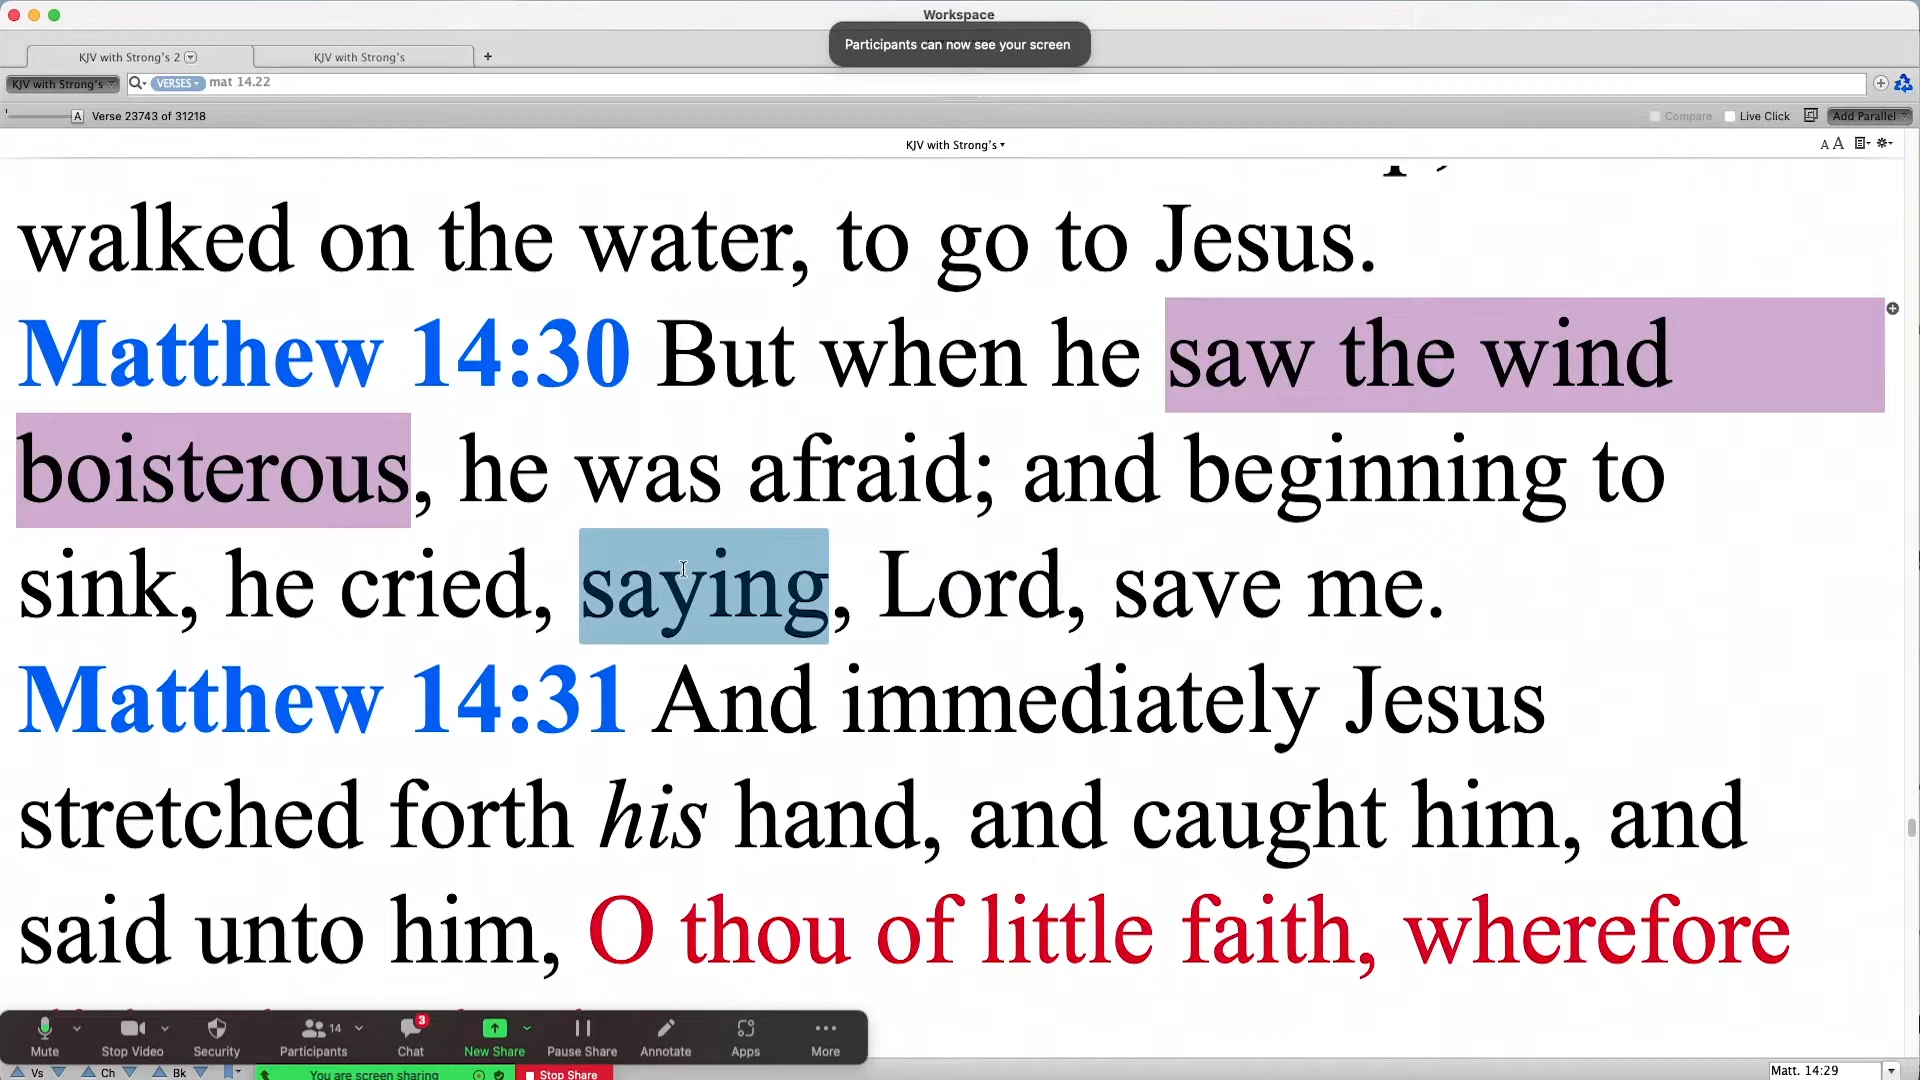 Workspace
Participants can now see your screen
KJV with Strong's 2
KJV with Strong's
+
KJV with Strong's
VERSES
mat 14.22
A
Verse 23743 of 31218
Compare
Live Click
Add Parallel
KJV with Strong's
A A
walked on the water, to go to Jesus.
Matthew 14:30 But when he saw the wind
boisterous, he was afraid; and beginning to
sink, he cried, saying, Lord, save me.
Matthew 14:31 And immediately Jesus
stretched forth his hand, and caught him, and
said unto him, O thou of little faith, wherefore
14
3
Mute
Stop Video
Security
Participants
Chat
New Share
Pause Share
Annotate
Apps
More
Vs
Ch
Bk
You are screen sharing
Stop Share
Matt. 14:29